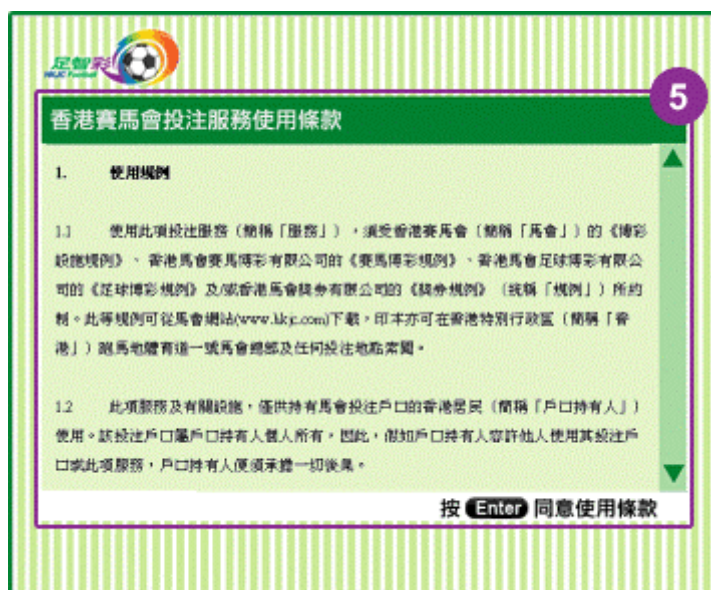 足智彩
HKJC Football
5
香港賽馬會投注服務使用條款
1. 使用規例
1.1 使用此項投注服務（簡稱「服務」），須受香港賽馬會（簡稱「馬會」）的《博彩
設施規例》、香港馬會賽馬博彩有限公司的《賽馬博彩規例》、香港馬會足球博彩有限公
司的《足球博彩規例》及/或香港馬會獎券有限公司的《獎券規例》（統稱「規例」）所約
制。此等規例可從馬會網站(www.hkjc.com)下載，印本亦可在香港特別行政區（簡稱「香
港」）跑馬地體育道一號馬會總部及任何投注地點索閱。
1.2 此項服務及有關設施，僅供持有馬會投注戶口的香港居民（簡稱「戶口持有人」）
使用。該投注戶口屬戶口持有人個人所有，因此，假如戶口持有人容許他人使用其投注戶
口或此項服務，戶口持有人便須承擔一切後果。
按 Enter 同意使用條款